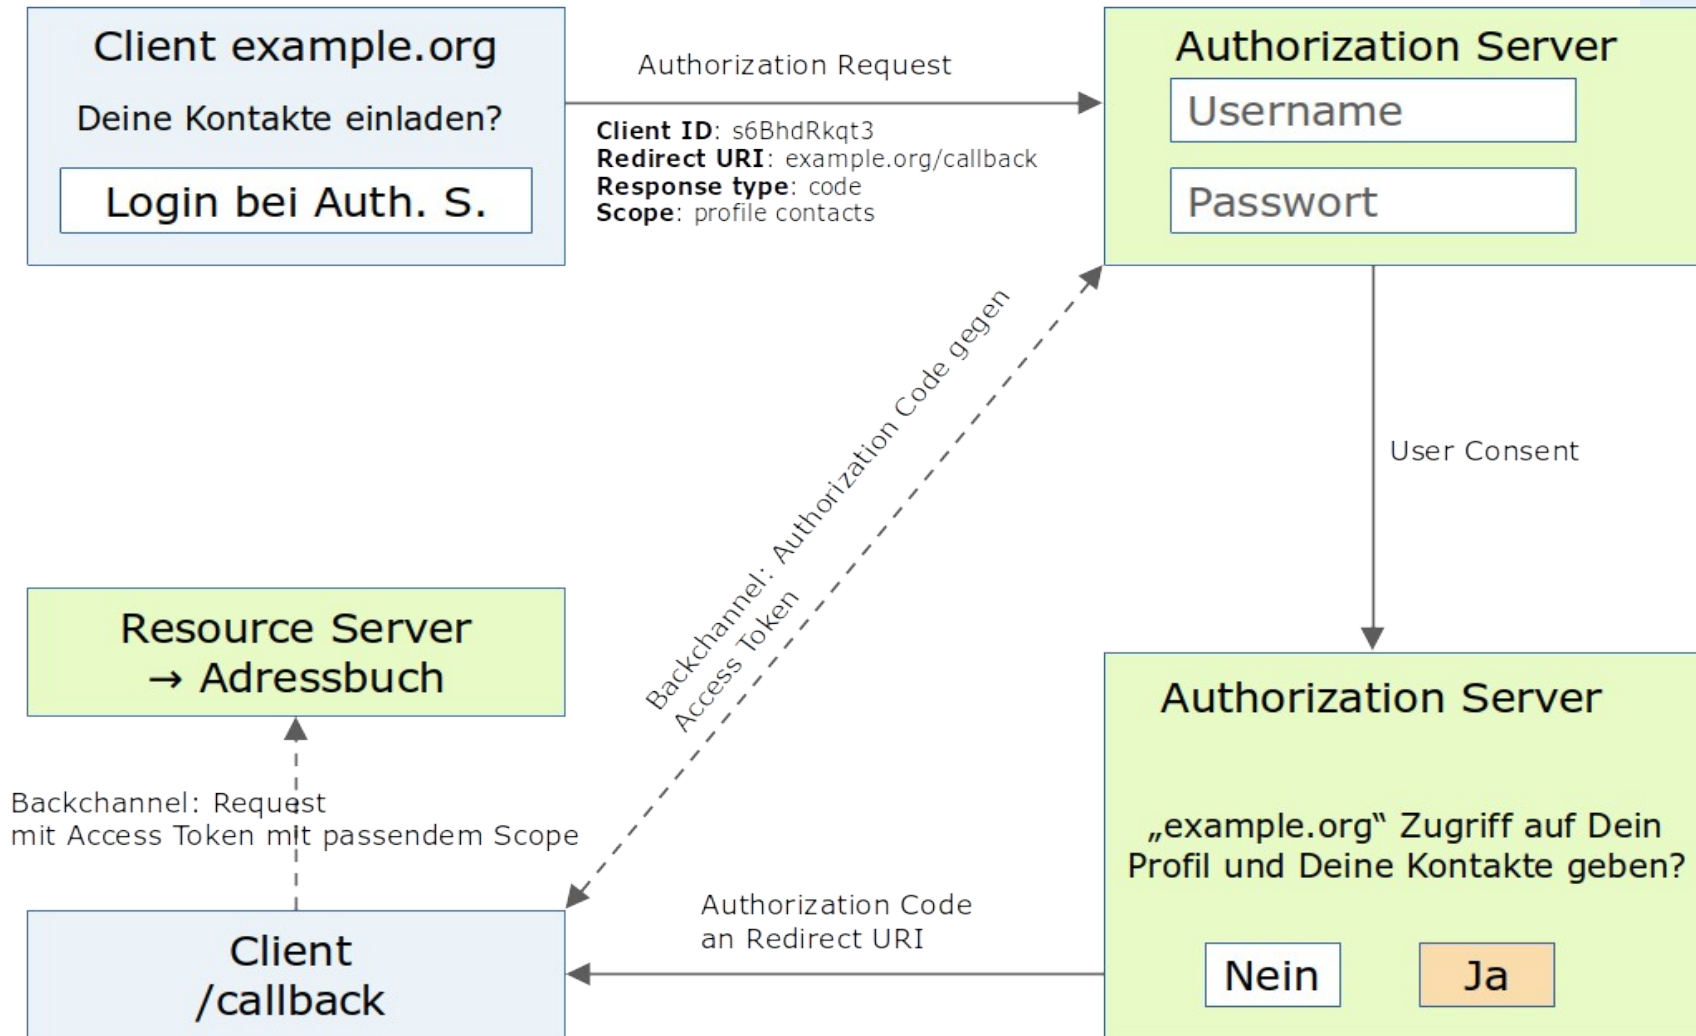 Client example.org
Deine Kontakte einladen?
Login bei Auth. S.
Authorization Request
Client ID: s6BhdRkqt3
Redirect URI: example.org/callback
Response type: code
Scope: profile contacts
Authorization Server
Username
Passwort
Backchannel: Authorization Code gegen
Access Token
User Consent
Resource Server
→ Adressbuch
Backchannel: Request
mit Access Token mit passendem Scope
Client
/callback
Authorization Code
an Redirect URI
Authorization Server
„example.org“ Zugriff auf Dein
Profil und Deine Kontakte geben?
Nein
Ja